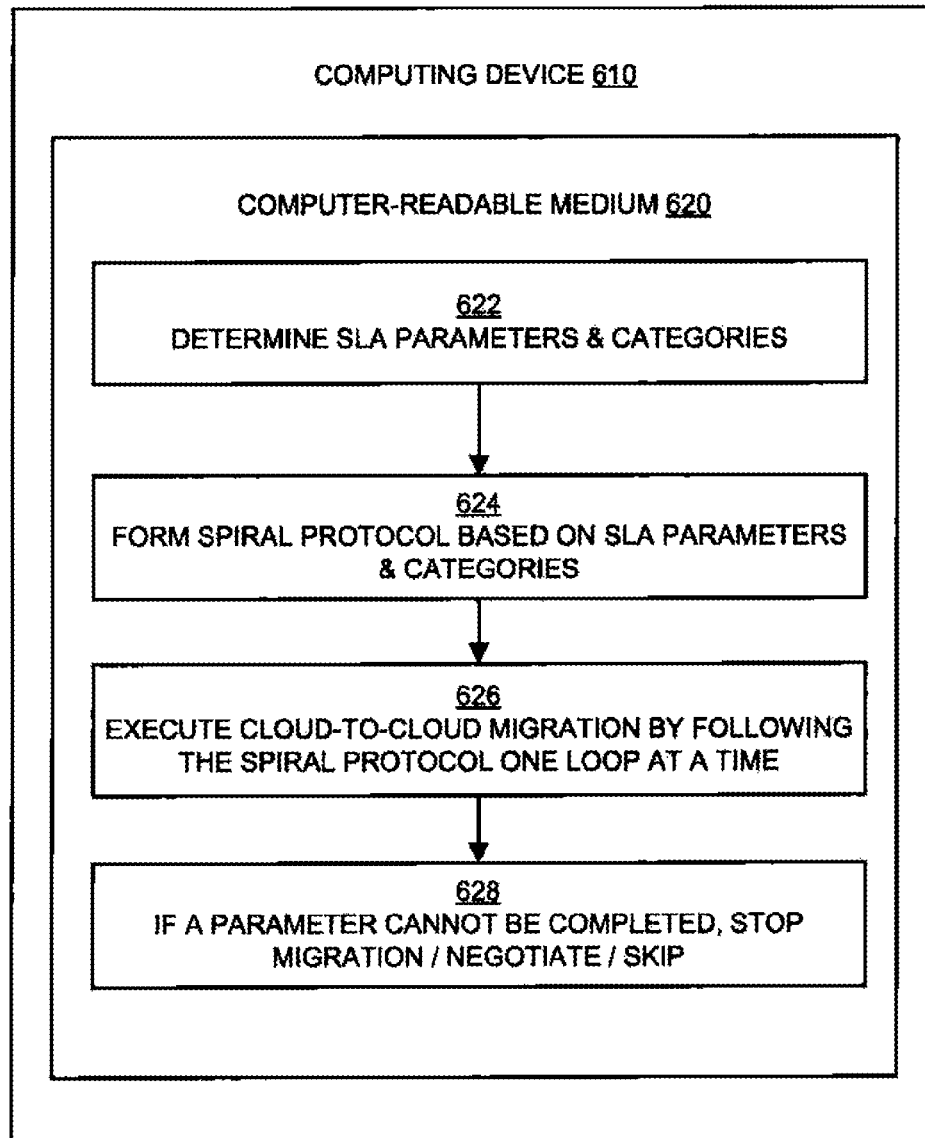 COMPUTING DEVICE 610
COMPUTER-READABLE MEDIUM 620
622
DETERMINE SLA PARAMETERS & CATEGORIES
624
FORM SPIRAL PROTOCOL BASED ON SLA PARAMETERS
& CATEGORIES
626
EXECUTE CLOUD-TO-CLOUD MIGRATION BY FOLLOWING
THE SPIRAL PROTOCOL ONE LOOP AT A TIME
628
IF A PARAMETER CANNOT BE COMPLETED, STOP
MIGRATION / NEGOTIATE / SKIP